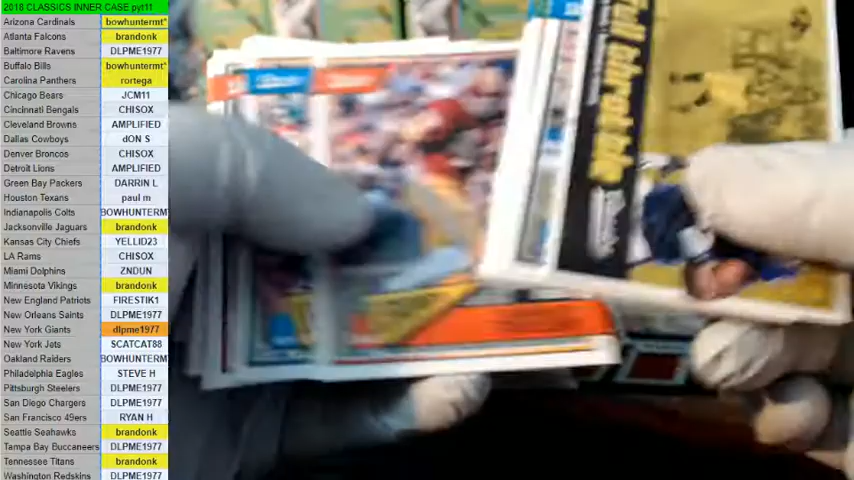 2018 CLASSICS INNER CASE pyt11
Arizona Cardinals bowhuntermt*
Atlanta Falcons brandonk
Baltimore Ravens DLPME1977
Buffalo Bills bowhuntermt*
Carolina Panthers rortega
Chicago Bears JCM11
Cincinnati Bengals CHISOX
Cleveland Browns AMPLIFIED
Dallas Cowboys dON S
Denver Broncos CHISOX
Detroit Lions AMPLIFIED
Green Bay Packers DARRIN L
Houston Texans paul m
Indianapolis Colts BOWHUNTERM
Jacksonville Jaguars brandonk
Kansas City Chiefs YELLID23
LA Rams CHISOX
Miami Dolphins ZNDUN
Minnesota Vikings brandonk
New England Patriots FIRESTIK1
New Orleans Saints DLPME1977
New York Giants dlpme1977
New York Jets SCATCAT88
Oakland Raiders BOWHUNTERM
Philadelphia Eagles STEVE H
Pittsburgh Steelers DLPME1977
San Diego Chargers DLPME1977
San Francisco 49ers RYAN H
Seattle Seahawks brandonk
Tampa Bay Buccaneers DLPME1977
Tennessee Titans brandonk
Washington Redskins DLPME1977
full throttle